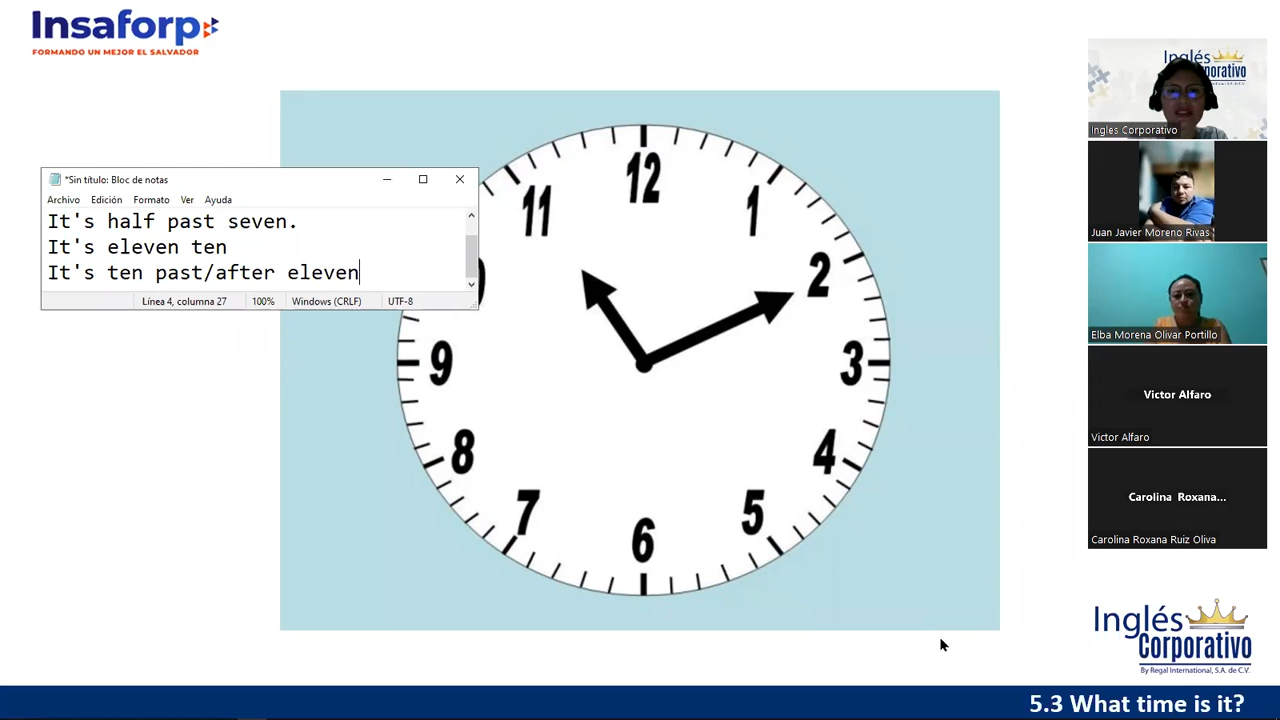 Insaforp
FORMANDO UN MEJOR EL SALVADOR
*Sin título: Bloc de notas
Archivo Edición Formato Ver Ayuda
It's half past seven.
It's eleven ten
It's ten past/after eleven
Línea 4, columna 27 100% Windows (CRLF) UTF-8
12
11 1
2
9 3
8 4
7 5
6
Inglés
Corporativo
Ingles Corporativo
Juan Javier Moreno Rivas
Elba Morena Olivar Portillo
Victor Alfaro
Victor Alfaro
Carolina Roxana...
Carolina Roxana Ruiz Oliva
Inglés
Corporativo
By Regal International, S.A. de C.V.
5.3 What time is it?